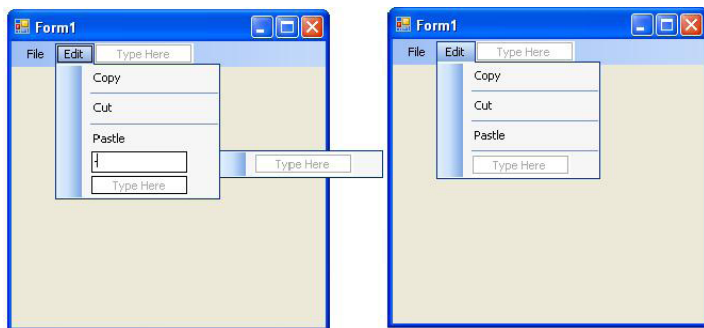 Form1
File Edit Type Here
Copy
Cut
Pastle
-
Type Here
Type Here
Form1
File Edit Type Here
Copy
Cut
Pastle
Type Here